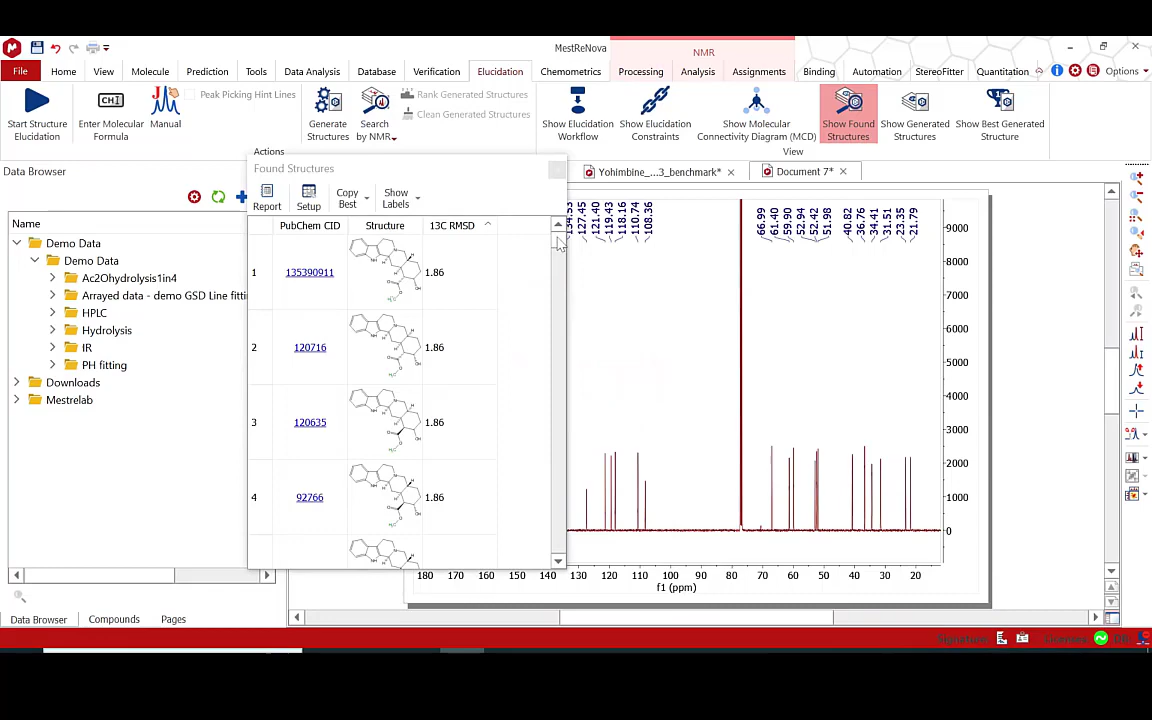 MestReNova
NMR
File Home View Molecule Prediction Tools Data Analysis Database Verification Elucidation Chemometrics Processing Analysis Assignments Binding Automation StereoFitter Quantitation Options
Start Structure Elucidation
Enter Molecular Formula
CHI
Manual
Peak Picking Hint Lines
Generate Structures
Search by NMR
Rank Generated Structures
Clean Generated Structures
Show Elucidation Workflow
Show Elucidation Constraints
Show Molecular Connectivity Diagram (MCD)
Show Found Structures
Show Generated Structures
Show Best Generated Structure
Actions
View
Data Browser
Name
Demo Data
Demo Data
Ac2Ohydrolysis1in4
Arrayed data - demo GSD Line fitti
HPLC
Hydrolysis
IR
PH fitting
Downloads
Mestrelab
Data Browser Compounds Pages
Found Structures
Report
Setup
Copy Best
Show Labels
PubChem CID Structure 13C RMSD
1 135390911 1.86
2 120716 1.86
3 120635 1.86
4 92766 1.86
Yohimbine_...3_benchmark*
Document 7*
127.45
121.40
119.43
118.16
110.74
108.36
66.99
61.40
59.90
52.94
52.42
51.98
40.82
36.76
34.41
31.51
23.35
21.79
9000
8000
7000
6000
5000
4000
3000
2000
1000
0
180 170 160 150 140 130 120 110 100 90 80 70 60 50 40 30 20
f1 (ppm)